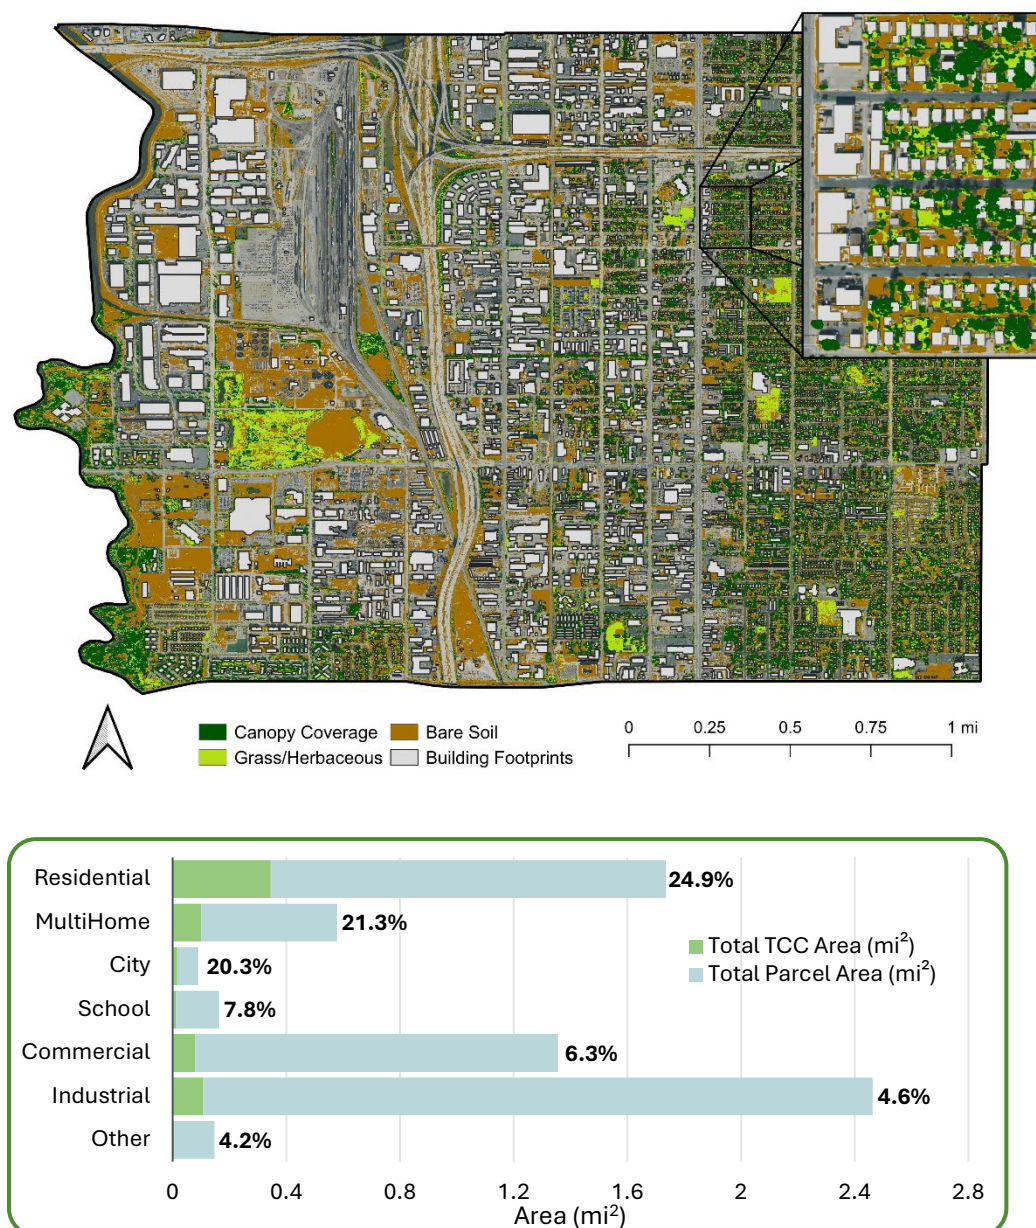 Canopy Coverage
Bare Soil
Grass/Herbaceous
Building Footprints
0 0.25 0.5 0.75 1 mi
Residential
24.9%
MultiHome
21.3%
City
20.3%
School
7.8%
Commercial
6.3%
Industrial
4.6%
Other
4.2%
Total TCC Area (mi²)
Total Parcel Area (mi²)
0 0.4 0.8 1.2 1.6 2 2.4 2.8
Area (mi²)